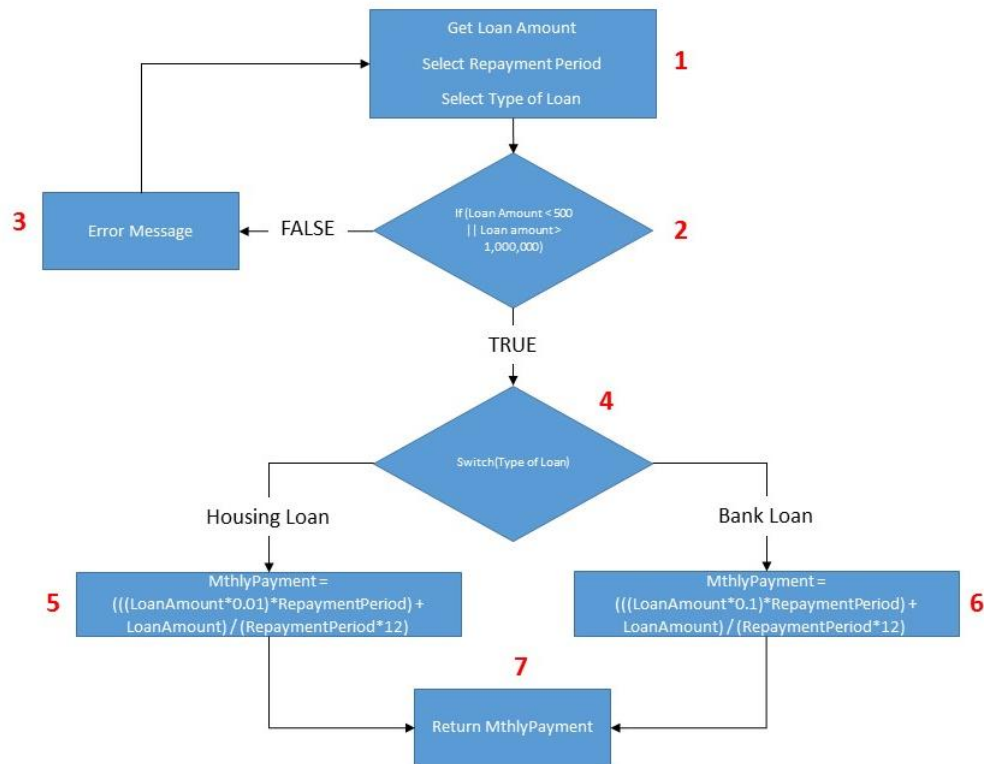 Get Loan Amount
Select Repayment Period
Select Type of Loan
1
If (Loan Amount < 500
|| Loan amount >
1,000,000)
2
FALSE
Error Message
3
TRUE
4
Switch(Type of Loan)
Housing Loan
Bank Loan
5
MthlyPayment =
(((LoanAmount*0.01)*RepaymentPeriod) +
LoanAmount) / (RepaymentPeriod*12)
MthlyPayment =
(((LoanAmount*0.1)*RepaymentPeriod) +
LoanAmount) / (RepaymentPeriod*12)
6
7
Return MthlyPayment